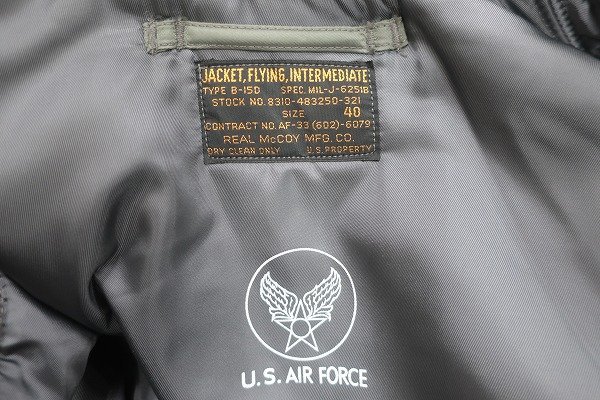 JACKET, FLYING, INTERMEDIATE
TYPE B-15D SPEC. MIL-J-6251B
STOCK NO. 8310-483250-321
SIZE 40
CONTRACT NO. AF-33 (602)-6079
REAL McCOY MFG. CO.
DRY CLEAN ONLY U.S. PROPERTY
U.S. AIR FORCE